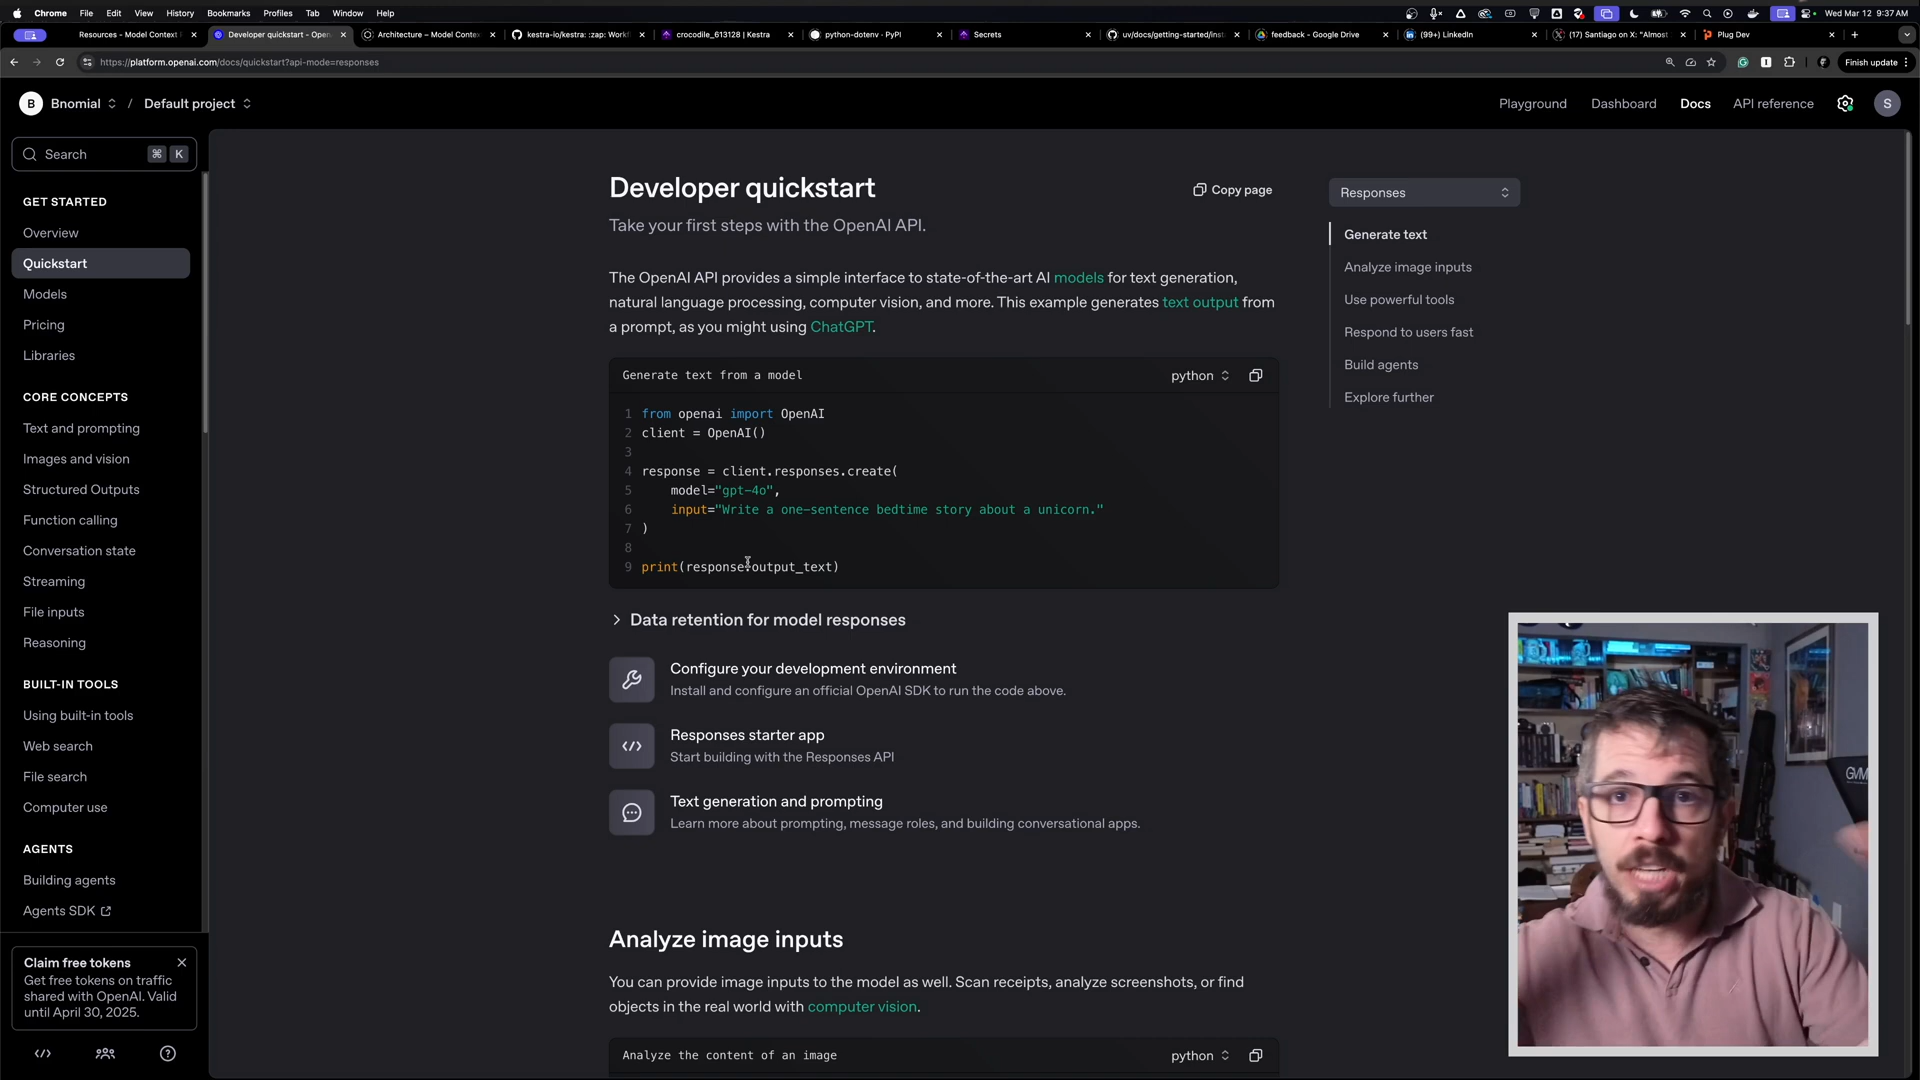 Chrome File Edit View History Bookmarks Profiles Tab Window Help
Wed Mar 12 9:37 AM
Resources - Model Context
Developer quickstart - Open
Architecture – Model Contex
kestra-io/kestra: :zap: Workf
crocodile_613128 | Kestra
python-dotenv · PyPI
Secrets
uv/docs/getting-started/inst
feedback - Google Drive
(99+) LinkedIn
(17) Santiago on X: "Almost
Plug Dev
https://platform.openai.com/docs/quickstart?api-mode=responses
Finish update
B Bnomial / Default project
Playground Dashboard Docs API reference S
Search ⌘ K
GET STARTED
Overview
Quickstart
Models
Pricing
Libraries
CORE CONCEPTS
Text and prompting
Images and vision
Structured Outputs
Function calling
Conversation state
Streaming
File inputs
Reasoning
BUILT-IN TOOLS
Using built-in tools
Web search
File search
Computer use
AGENTS
Building agents
Agents SDK
Claim free tokens
Get free tokens on traffic
shared with OpenAI. Valid
until April 30, 2025.
Developer quickstart
Copy page
Take your first steps with the OpenAI API.
The OpenAI API provides a simple interface to state-of-the-art AI models for text generation,
natural language processing, computer vision, and more. This example generates text output from
a prompt, as you might using ChatGPT.
Generate text from a model python
1 from openai import OpenAI
2 client = OpenAI()
3
4 response = client.responses.create(
5 model="gpt-4o",
6 input="Write a one-sentence bedtime story about a unicorn."
7 )
8
9 print(response.output_text)
Data retention for model responses
Configure your development environment
Install and configure an official OpenAI SDK to run the code above.
Responses starter app
Start building with the Responses API
Text generation and prompting
Learn more about prompting, message roles, and building conversational apps.
Analyze image inputs
You can provide image inputs to the model as well. Scan receipts, analyze screenshots, or find
objects in the real world with computer vision.
Analyze the content of an image python
Responses
Generate text
Analyze image inputs
Use powerful tools
Respond to users fast
Build agents
Explore further
GVM